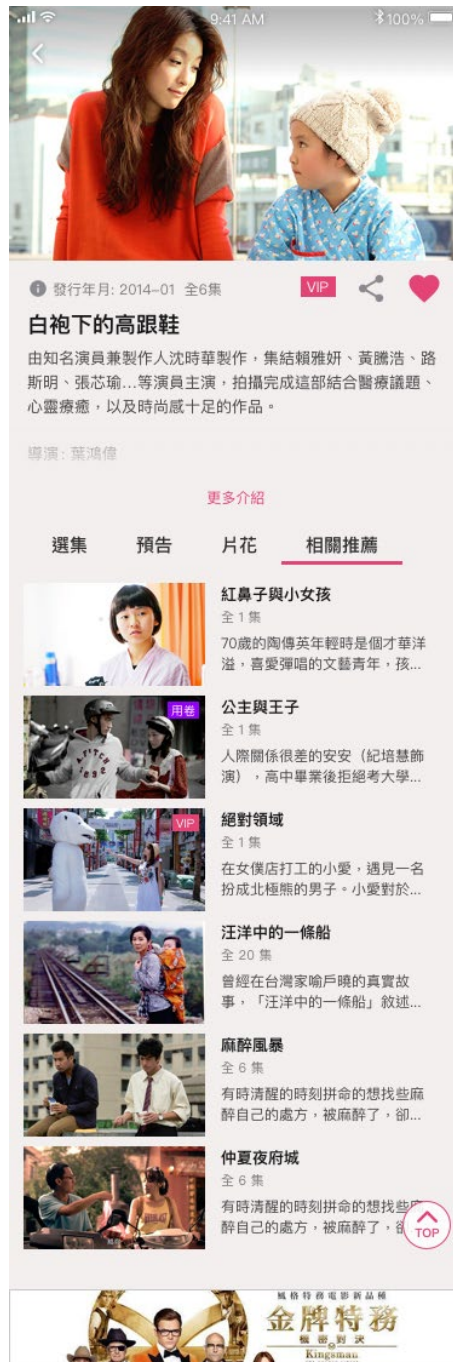 9:41 AM
100%
發行年月: 2014-01 全6集
VIP
白袍下的高跟鞋
由知名演員兼製作人沈時華製作，集結賴雅妍、黃騰浩、路
斯明、張芯瑜...等演員主演，拍攝完成這部結合醫療議題、
心靈療癒，以及時尚感十足的作品。
導演: 葉鴻偉
更多介紹
選集 預告 片花 相關推薦
紅鼻子與小女孩
全 1 集
70歲的陶傳英年輕時是個才華洋
溢，喜愛彈唱的文藝青年，孩...
用卷
公主與王子
全 1 集
人際關係很差的安安（紀培慧飾
演），高中畢業後拒絕考大學...
VIP
絕對領域
全 1 集
在女僕店打工的小愛，遇見一名
扮成北極熊的男子。小愛對於...
汪洋中的一條船
全 20 集
曾經在台灣家喻戶曉的真實故
事，「汪洋中的一條船」敘述...
麻醉風暴
全 6 集
有時清醒的時刻拼命的想找些麻
醉自己的處方，被麻醉了，卻...
仲夏夜府城
全 6 集
有時清醒的時刻拼命的想找些
醉自己的處方，被麻醉了，
TOP
風格特務電影新品種
金牌特務
機密對決
Kingsman